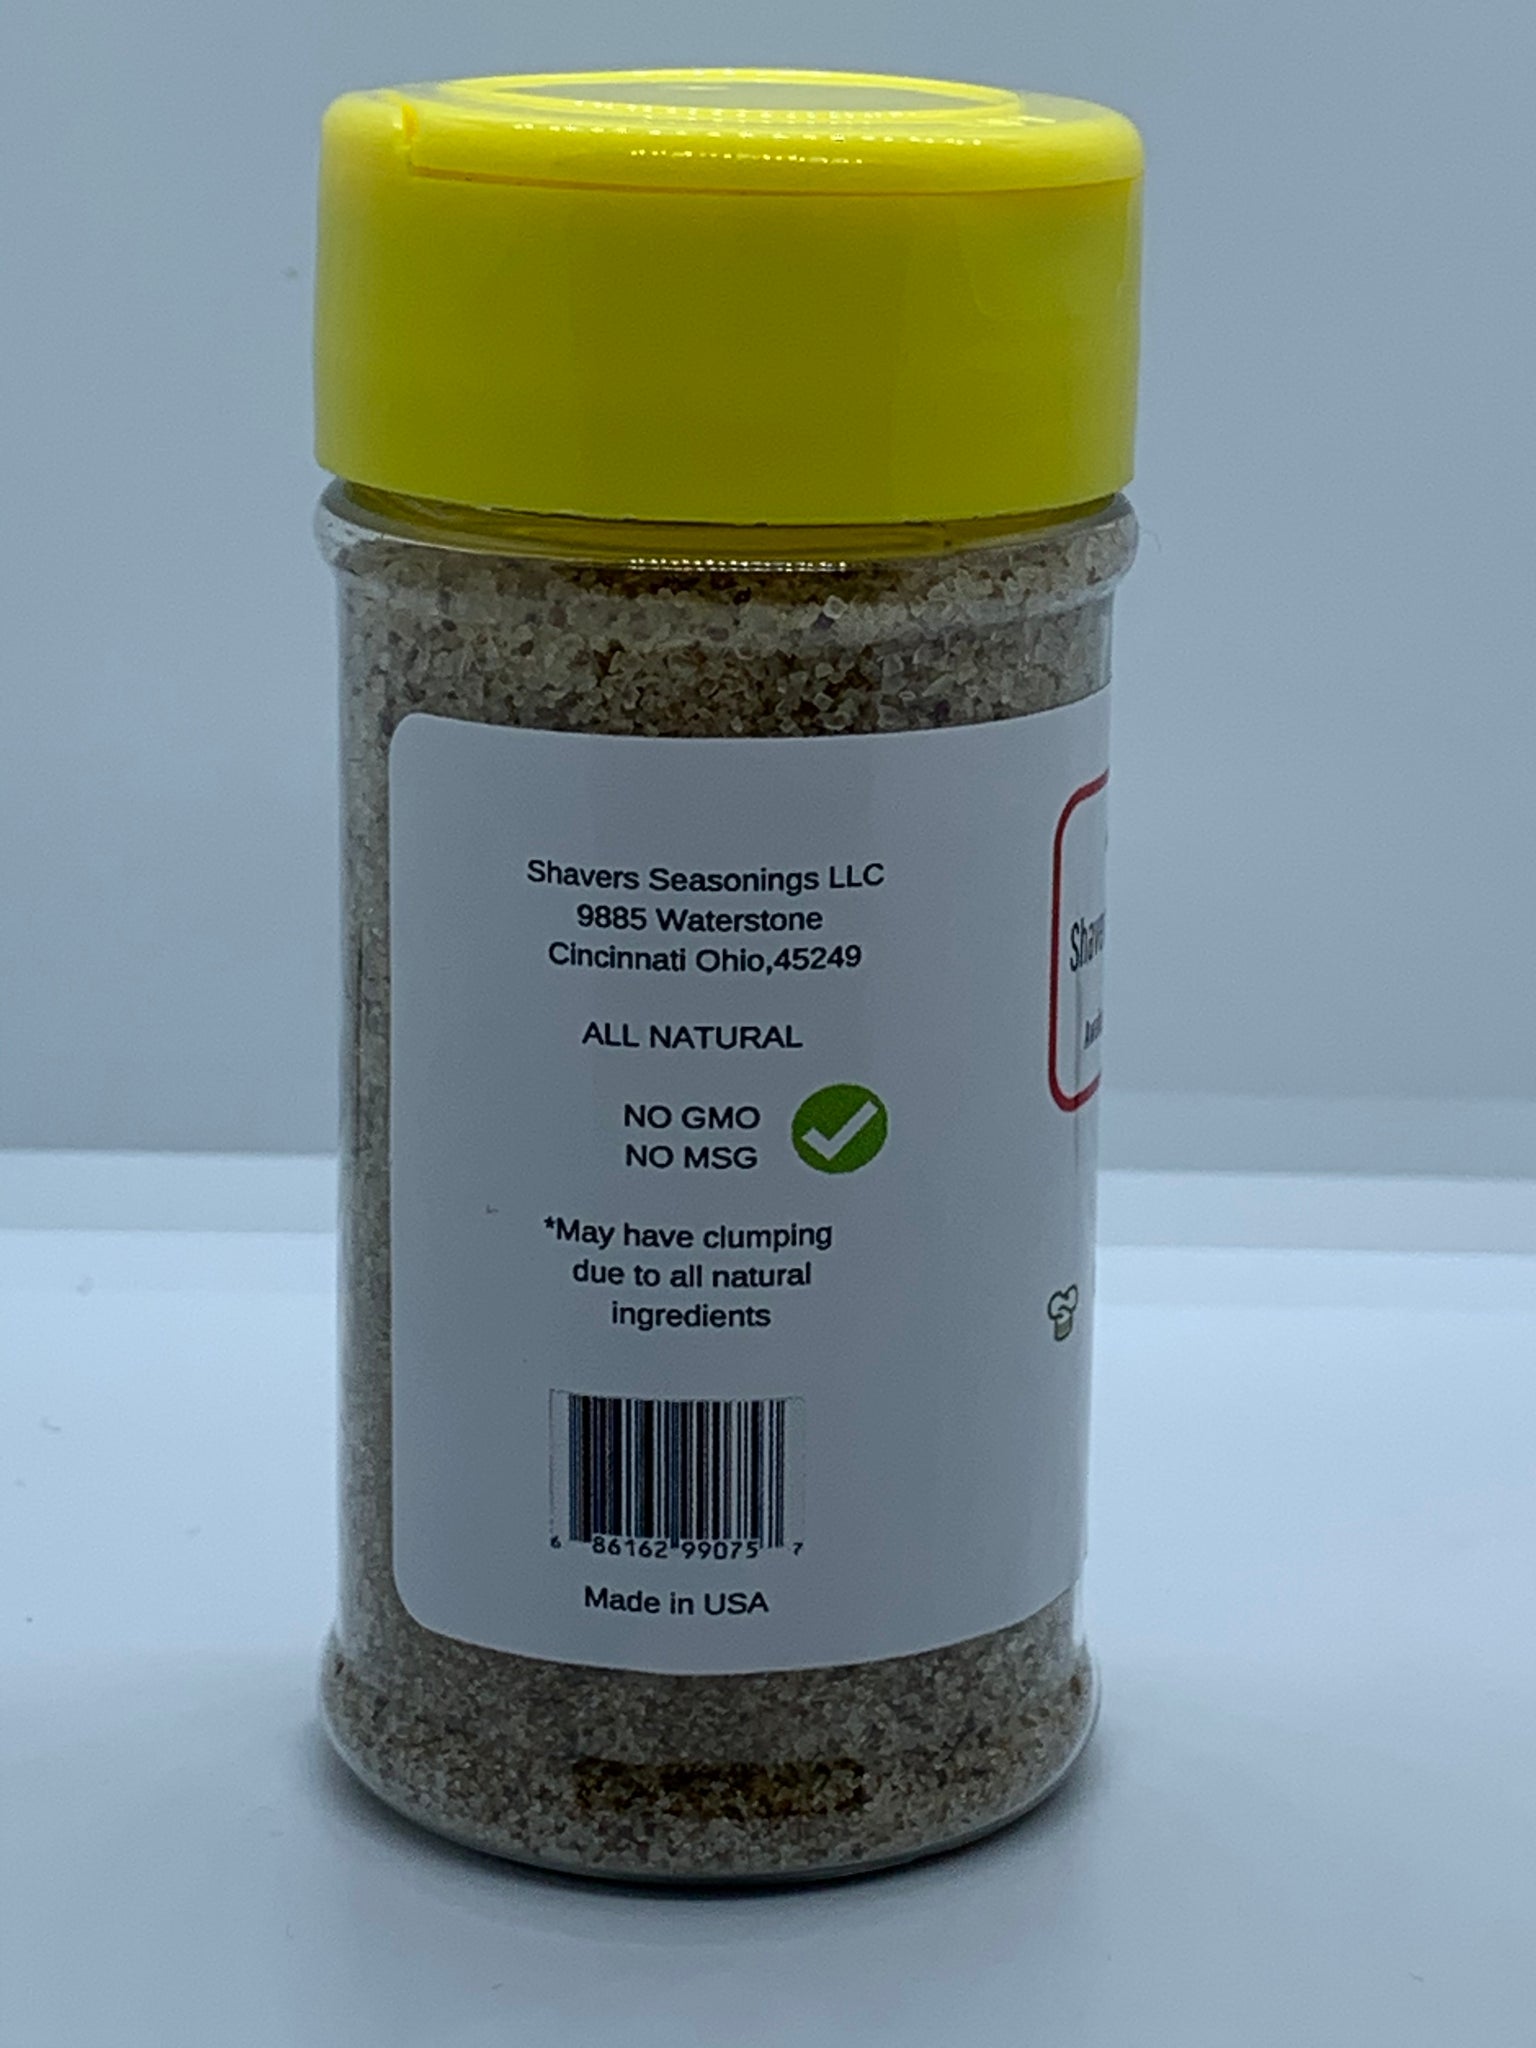 Shavers Seasonings LLC
9885 Waterstone
Cincinnati Ohio,45249
ALL NATURAL
NO GMO
NO MSG
*May have clumping
due to all natural
ingredients
6 86162 99075 7
Made in USA